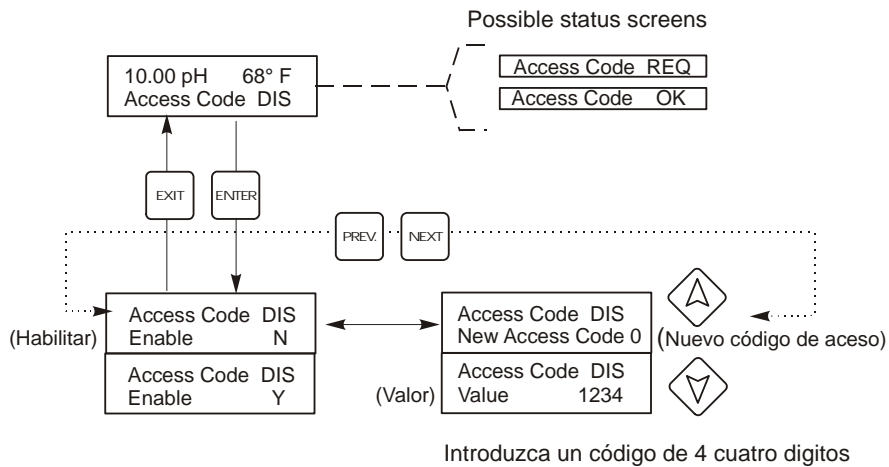 Possible status screens
10.00 pH 68° F
Access Code DIS
Access Code REQ
Access Code OK
EXIT
ENTER
PREV.
NEXT
(Habilitar)
Access Code DIS
Enable N
Access Code DIS
Enable Y
Access Code DIS
New Access Code 0
(Nuevo código de aceso)
(Valor)
Access Code DIS
Value 1234
Introduzca un código de 4 cuatro digitos